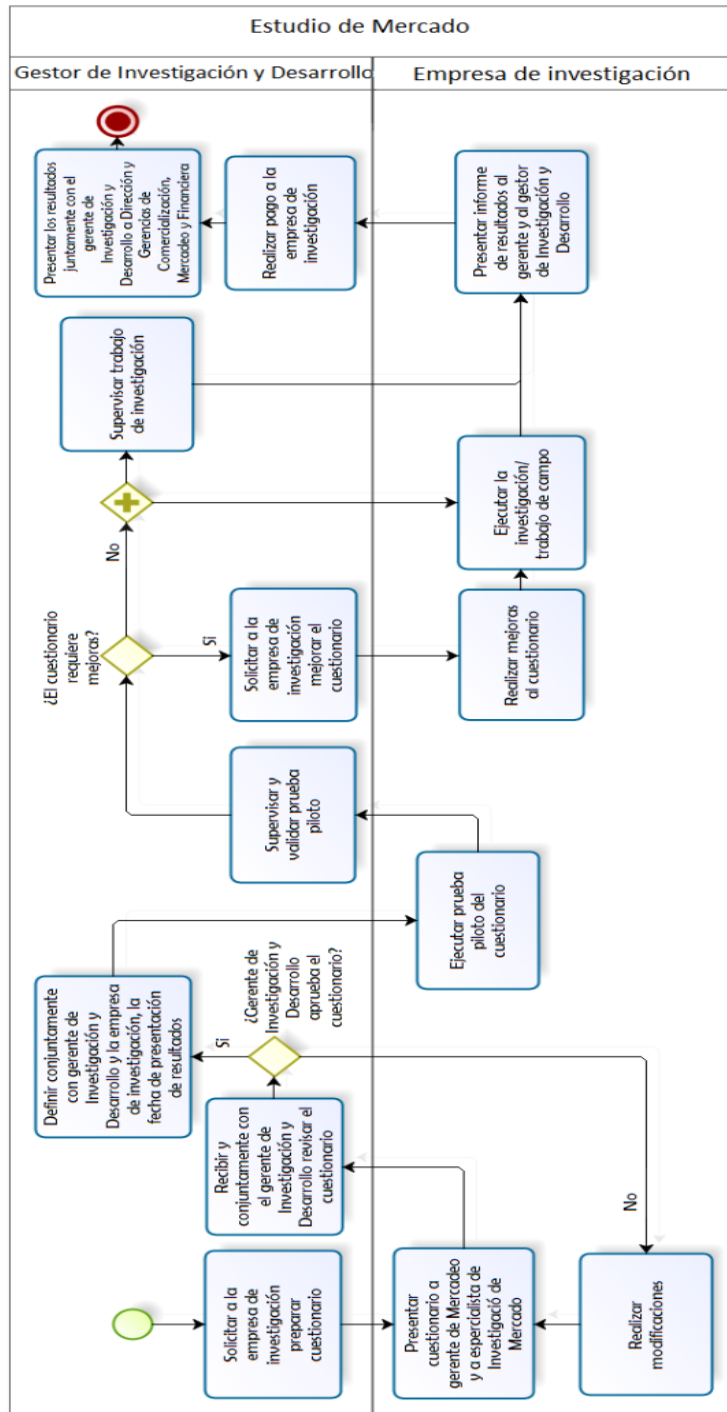 Estudio de Mercado
Gestor de Investigación y Desarrollo
Empresa de investigación
Solicitar a la
empresa de
investigación
preparar
cuestionario
Presentar
cuestionario a
gerente de Mercadeo
y a especialista de
Investigació de
Mercado
Realizar
modificaciones
Recibir y
conjuntamente con
el gerente de
Investigación y
Desarrollo revisar el
cuestionario
¿Gerente de
Investigación y
Desarrollo
aprueba el
cuestionario?
Si
No
Definir conjuntamente
con gerente de
Investigación y
Desarrollo y la empresa
de investigación, la
fecha de presentación
de resultados
Ejecutar prueba
piloto del
cuestionario
Supervisar y
validar prueba
piloto
¿El cuestionario
requiere
mejoras?
Si
No
Solicitar a la
empresa de
investigación
mejorar el
cuestionario
Realizar mejoras
al cuestionario
Ejecutar la
investigación/
trabajo de campo
Supervisar trabajo
de investigación
Presentar informe
de resultados al
gerente y al gestor
de Investigación y
Desarrollo
Realizar pago a la
empresa de
investigación
Presentar los resultados
juntamente con el
gerente de
Investigación y
Desarrollo a Dirección y
Gerencias de
Comercialización,
Mercadeo y Financiera